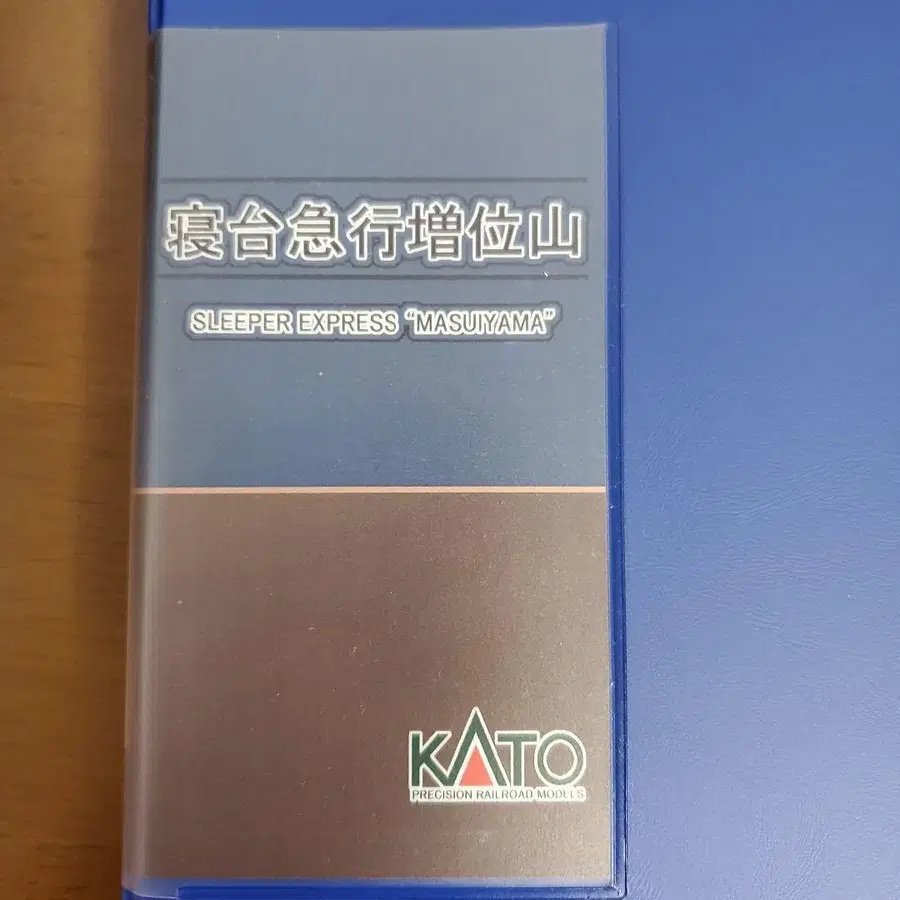 寝台急行増位山
SLEEPER EXPRESS “MASUIYAMA”
KATO
PRECISION RAILROAD MODELS